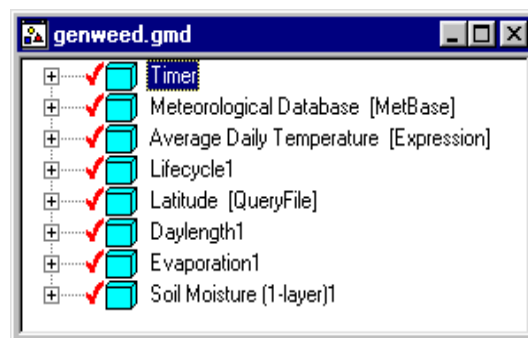 genweed.gmd
Timer
Meteorological Database [MetBase]
Average Daily Temperature [Expression]
Lifecycle1
Latitude [QueryFile]
Daylength1
Evaporation1
Soil Moisture (1-layer)1